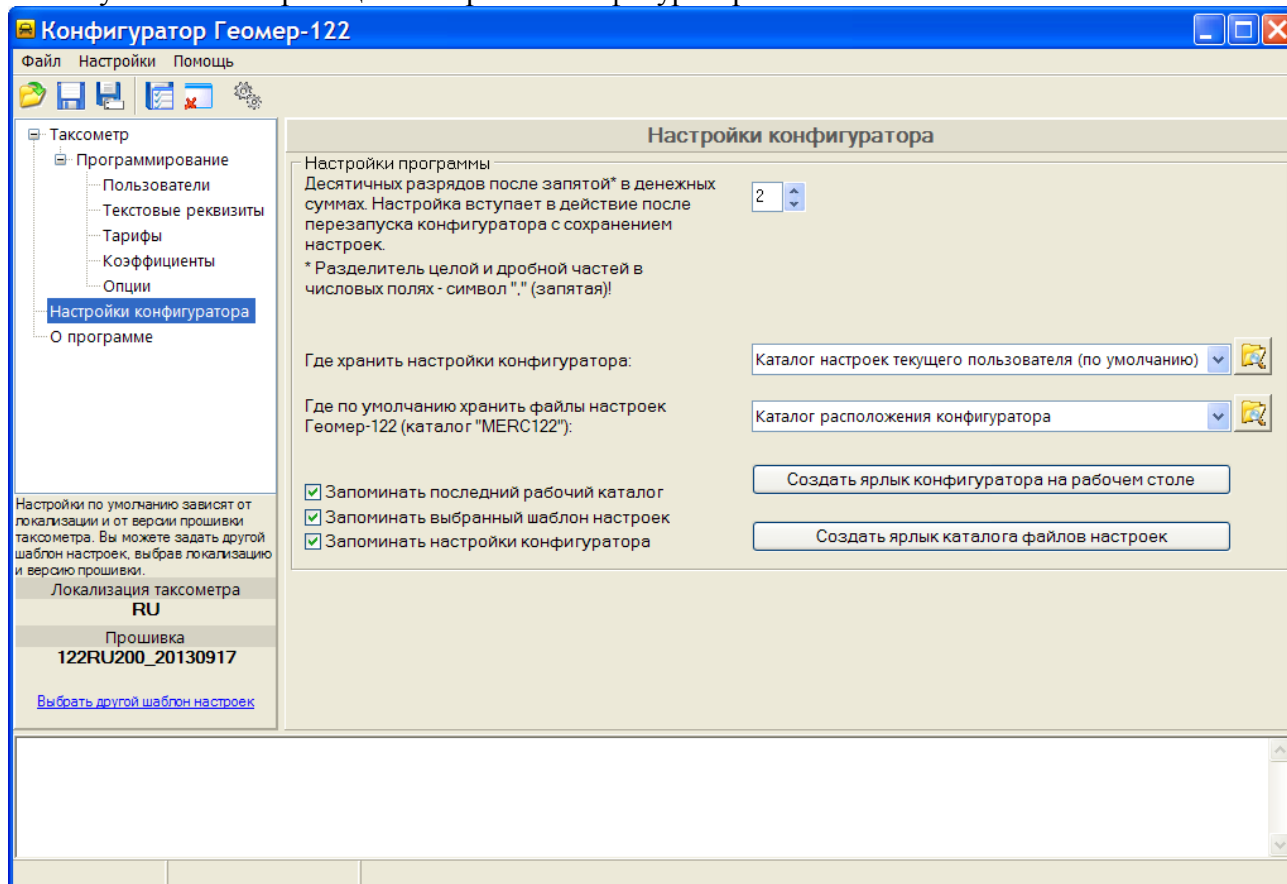 Конфигуратор Геомер-122
Файл Настройки Помощь
Таксометр
Программирование
Пользователи
Текстовые реквизиты
Тарифы
Коэффициенты
Опции
Настройки конфигуратора
О программе
Настройки по умолчанию зависят от
локализации и от версии прошивки
таксометра. Вы можете задать другой
шаблон настроек, выбрав локализацию
и версию прошивки.
Локализация таксометра
RU
Прошивка
122RU200_20130917
Выбрать другой шаблон настроек
Настройки конфигуратора
Настройки программы
Десятичных разрядов после запятой* в денежных
суммах. Настройка вступает в действие после
перезапуска конфигуратора с сохранением
настроек.
2
* Разделитель целой и дробной частей в
числовых полях - символ "," (запятая)!
Где хранить настройки конфигуратора:
Каталог настроек текущего пользователя (по умолчанию)
Где по умолчанию хранить файлы настроек
Геомер-122 (каталог "MERC122"):
Каталог расположения конфигуратора
Запоминать последний рабочий каталог
Запоминать выбранный шаблон настроек
Запоминать настройки конфигуратора
Создать ярлык конфигуратора на рабочем столе
Создать ярлык каталога файлов настроек